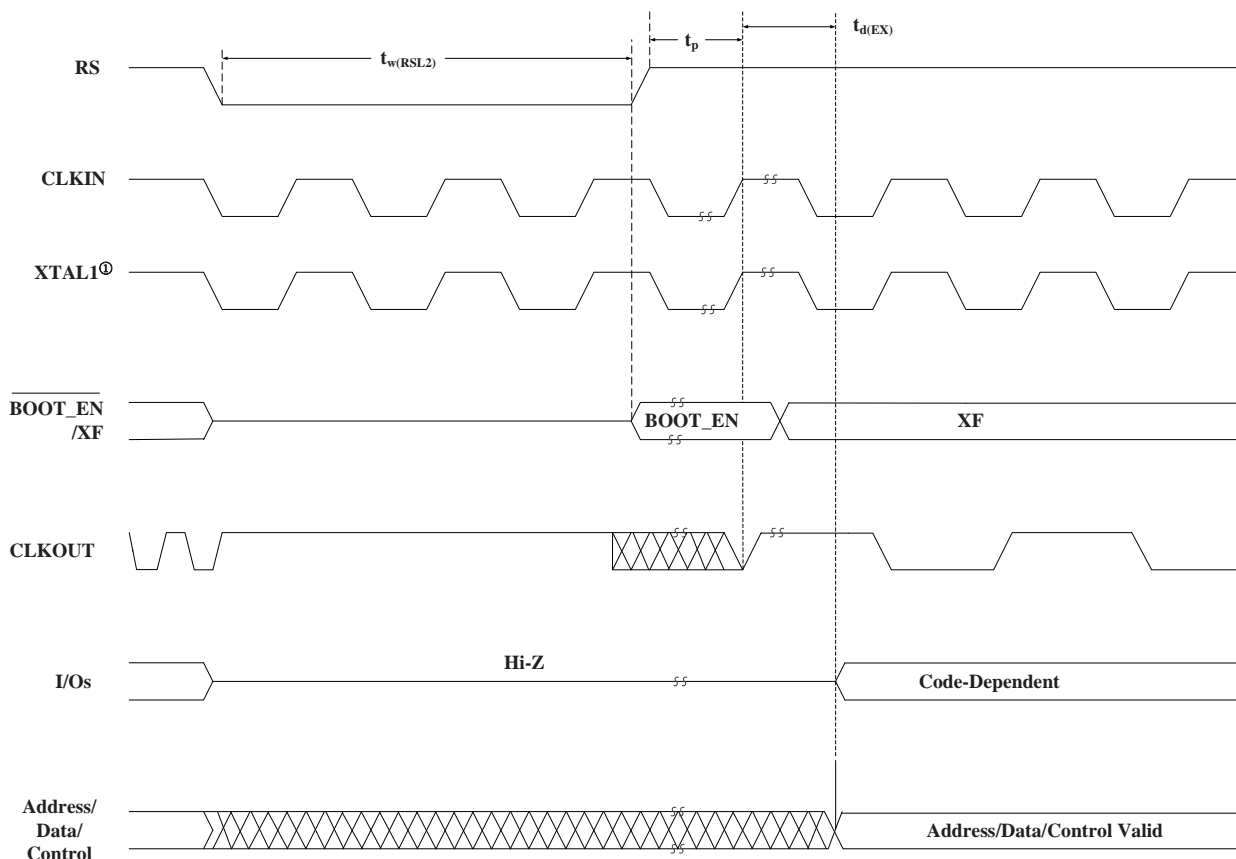 t_d(EX)
t_p
t_w(RSL2)
RS
CLKIN
XTAL1①
BOOT_EN
/XF
BOOT_EN
XF
CLKOUT
Hi-Z
I/Os
Code-Dependent
Address/
Data/
Control
Address/Data/Control Valid